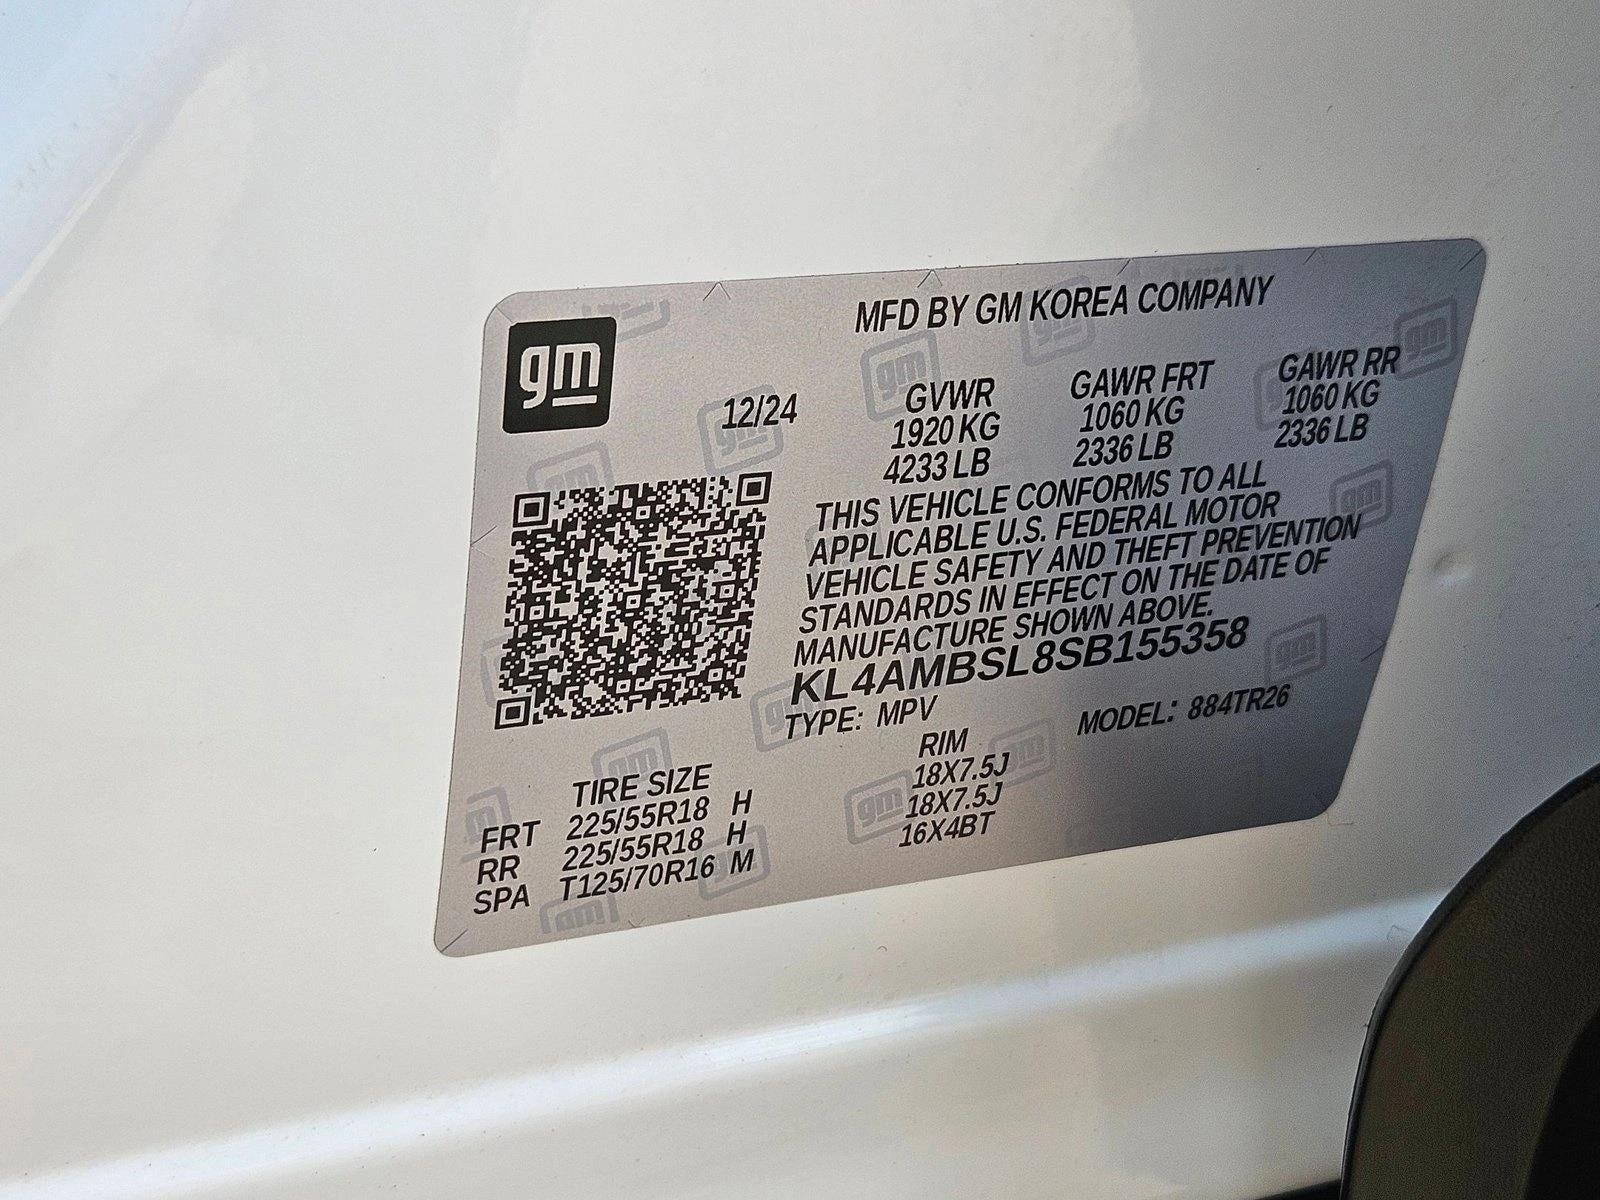 MFD BY GM KOREA COMPANY
gm
12/24
GVWR GAWR FRT GAWR RR
1920 KG 1060 KG 1060 KG
4233 LB 2336 LB 2336 LB
THIS VEHICLE CONFORMS TO ALL
APPLICABLE U.S. FEDERAL MOTOR
VEHICLE SAFETY AND THEFT PREVENTION
STANDARDS IN EFFECT ON THE DATE OF
MANUFACTURE SHOWN ABOVE.
KL4AMBSL8SB155358
TYPE: MPV MODEL: 884TR26
TIRE SIZE RIM
FRT 225/55R18 H 18X7.5J
RR 225/55R18 H 18X7.5J
SPA T125/70R16 M 16X4BT